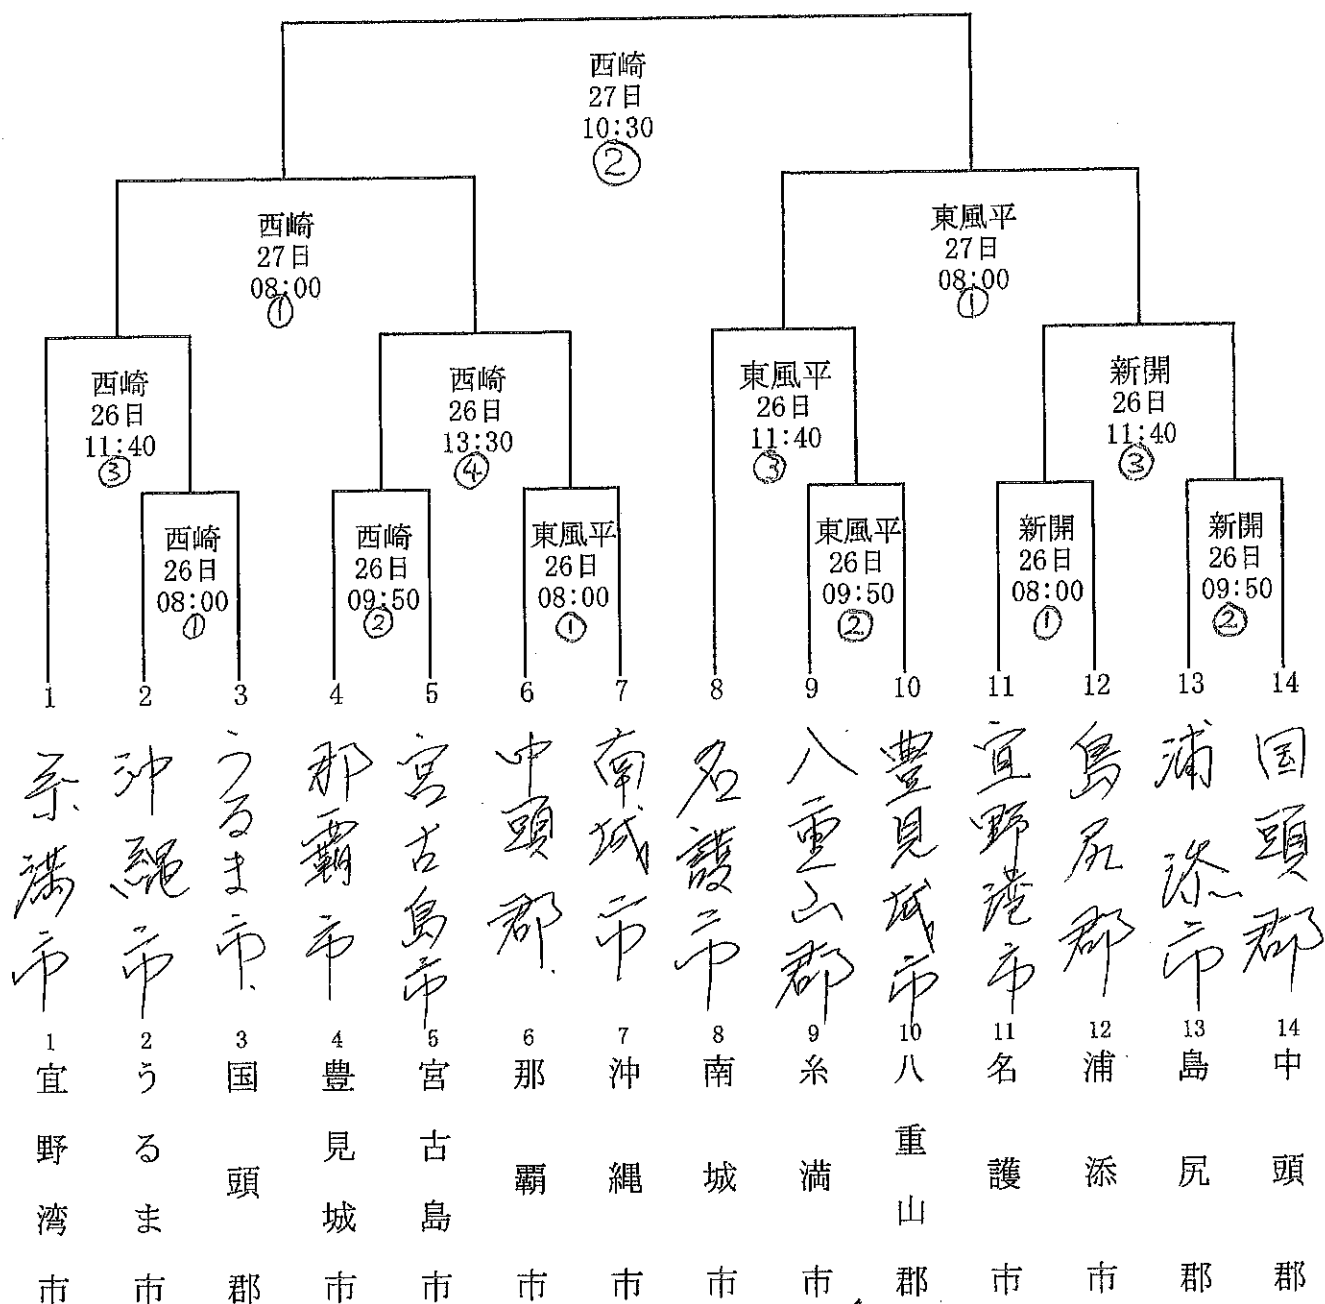 西崎
27日
10:30
②
西崎
27日
08:00
①
東風平
27日
08:00
①
西崎
26日
11:40
③
西崎
26日
13:30
④
東風平
26日
11:40
③
新開
26日
11:40
③
西崎
26日
08:00
①
西崎
26日
09:50
②
東風平
26日
08:00
①
東風平
26日
09:50
②
新開
26日
08:00
①
新開
26日
09:50
②
1 2 3 4 5 6 7 8 9 10 11 12 13 14
糸満市
沖縄市
うるま市
那覇市
宮古島市
中頭郡
南城市
名護市
八重山郡
豊見城市
宜野湾市
島尻郡
浦添市
国頭郡
1 2 3 4 5 6 7 8 9 10 11 12 13 14
宜野湾市
うるま市
国頭郡
豊見城市
宮古島市
那覇市
沖縄市
南城市
糸満市
八重山郡
名護市
浦添市
島尻郡
中頭郡